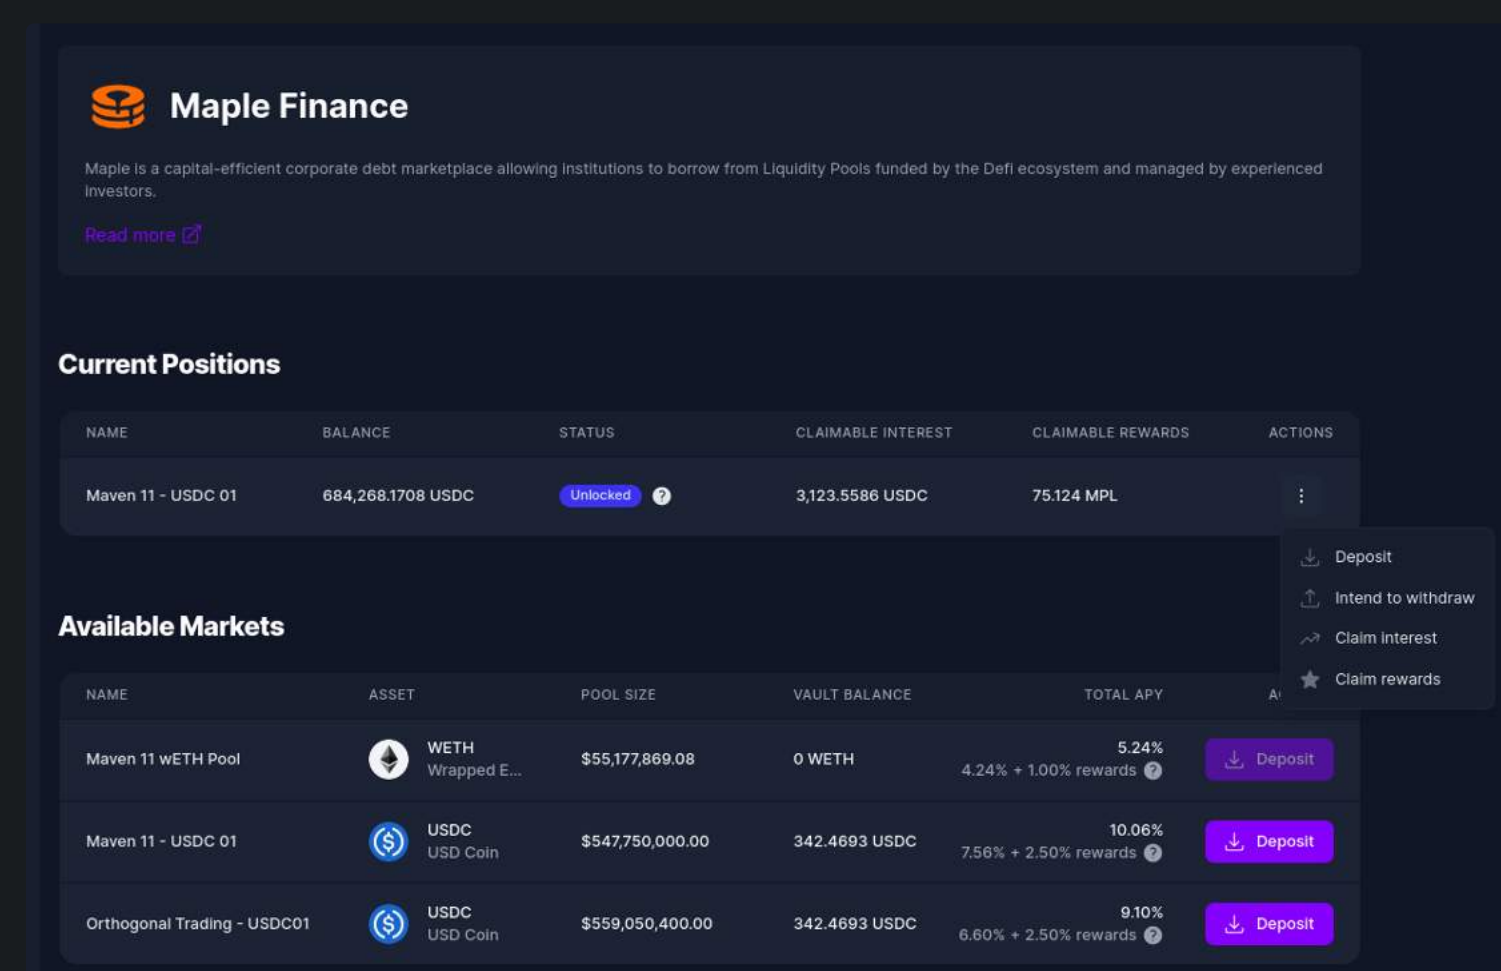 Maple Finance
Maple is a capital-efficient corporate debt marketplace allowing institutions to borrow from Liquidity Pools funded by the Defi ecosystem and managed by experienced
investors.
Read more
Current Positions
NAME BALANCE STATUS CLAIMABLE INTEREST CLAIMABLE REWARDS ACTIONS
Maven 11 - USDC 01 684,268.1708 USDC Unlocked ? 3,123.5586 USDC 75.124 MPL
Deposit
Intend to withdraw
Claim interest
Claim rewards
Available Markets
NAME ASSET POOL SIZE VAULT BALANCE TOTAL APY
Maven 11 wETH Pool WETH $55,177,869.08 0 WETH 5.24% Deposit
Wrapped E... 4.24% + 1.00% rewards ?
Maven 11 - USDC 01 USDC $547,750,000.00 342.4693 USDC 10.06% Deposit
USD Coin 7.56% + 2.50% rewards ?
Orthogonal Trading - USDC01 USDC $559,050,400.00 342.4693 USDC 9.10% Deposit
USD Coin 6.60% + 2.50% rewards ?